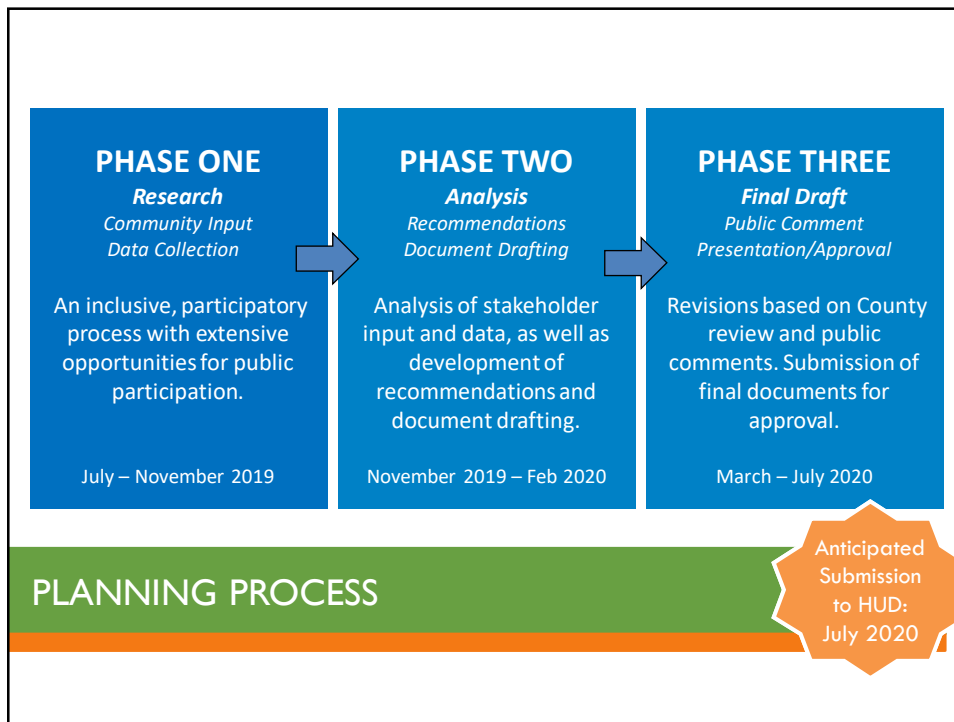 PHASE ONE
Research
Community Input
Data Collection
An inclusive, participatory
process with extensive
opportunities for public
participation.
July – November 2019
PHASE TWO
Analysis
Recommendations
Document Drafting
Analysis of stakeholder
input and data, as well as
development of
recommendations and
document drafting.
November 2019 – Feb 2020
PHASE THREE
Final Draft
Public Comment
Presentation/Approval
Revisions based on County
review and public
comments. Submission of
final documents for
approval.
March – July 2020
PLANNING PROCESS
Anticipated
Submission
to HUD:
July 2020